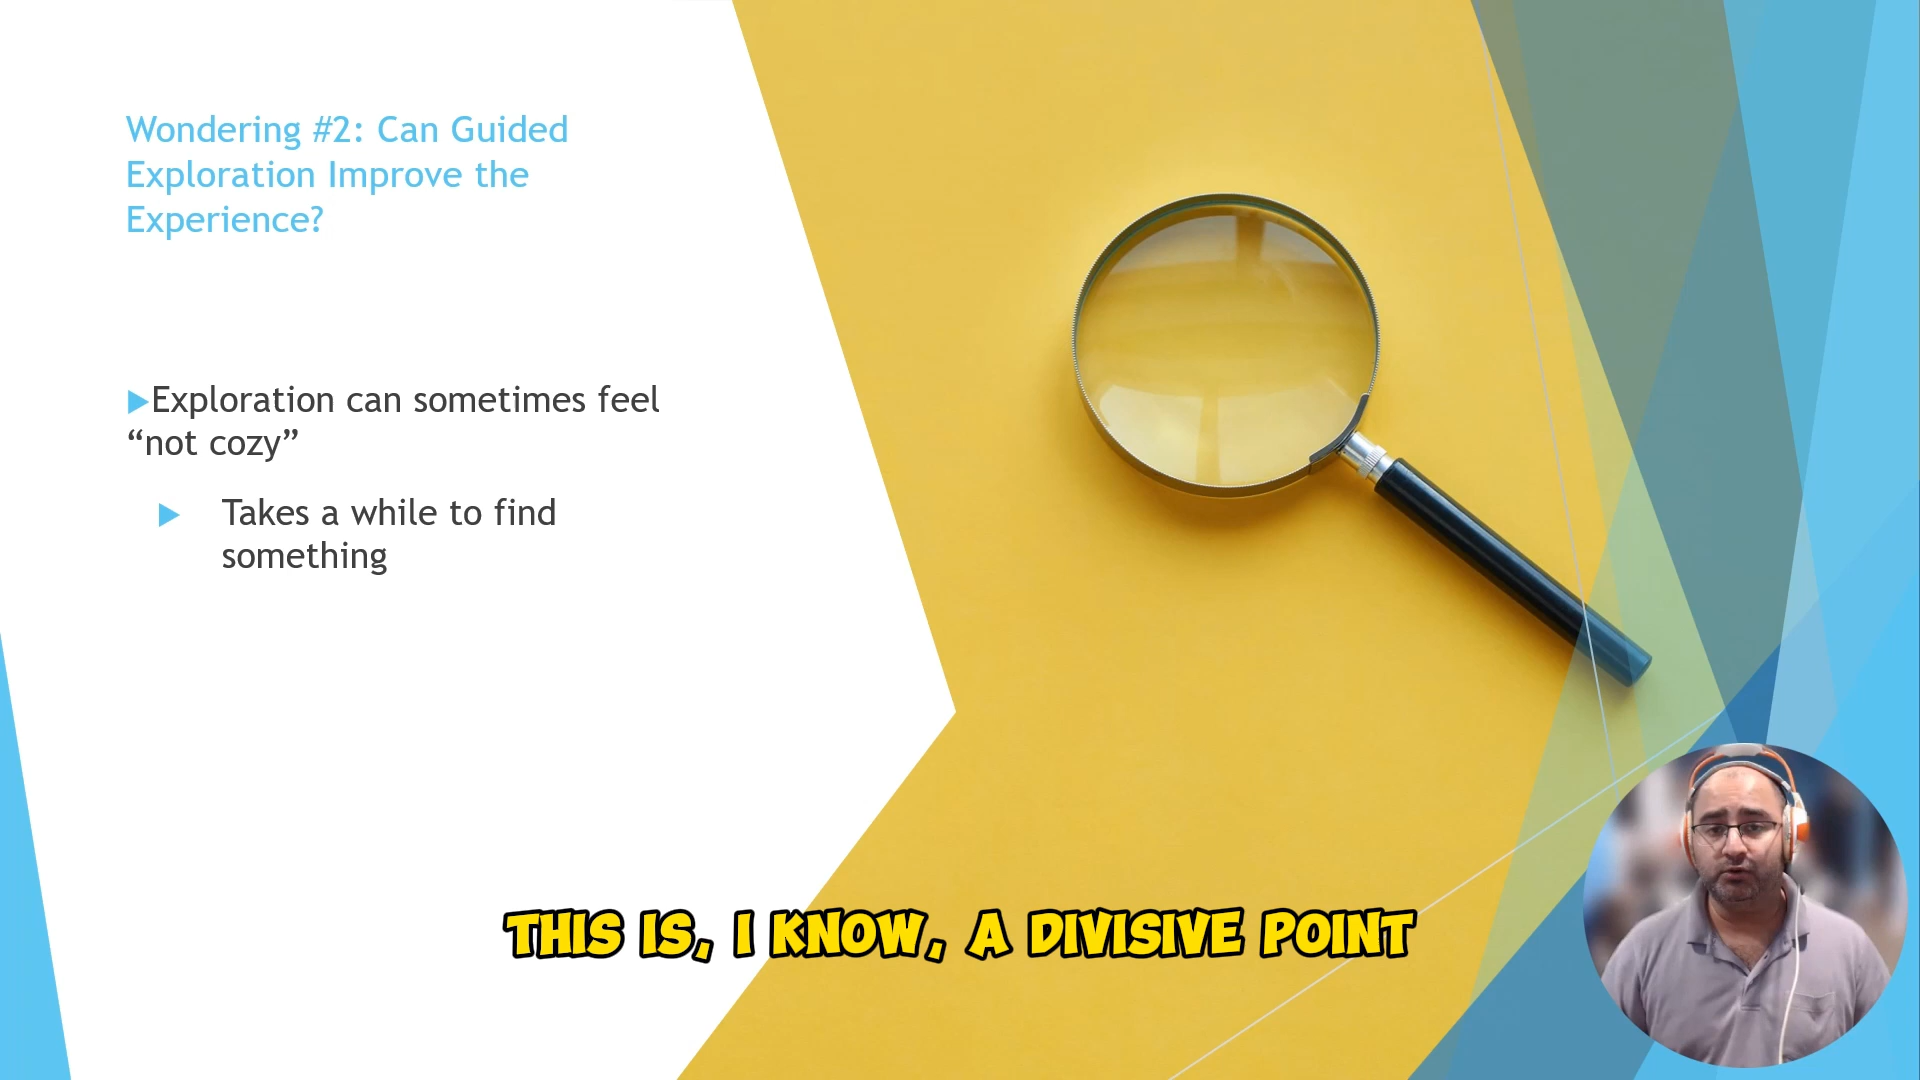 Wondering #2: Can Guided
Exploration Improve the
Experience?
Exploration can sometimes feel
“not cozy”
Takes a while to find
something
THIS IS, I KNOW, A DIVISIVE POINT